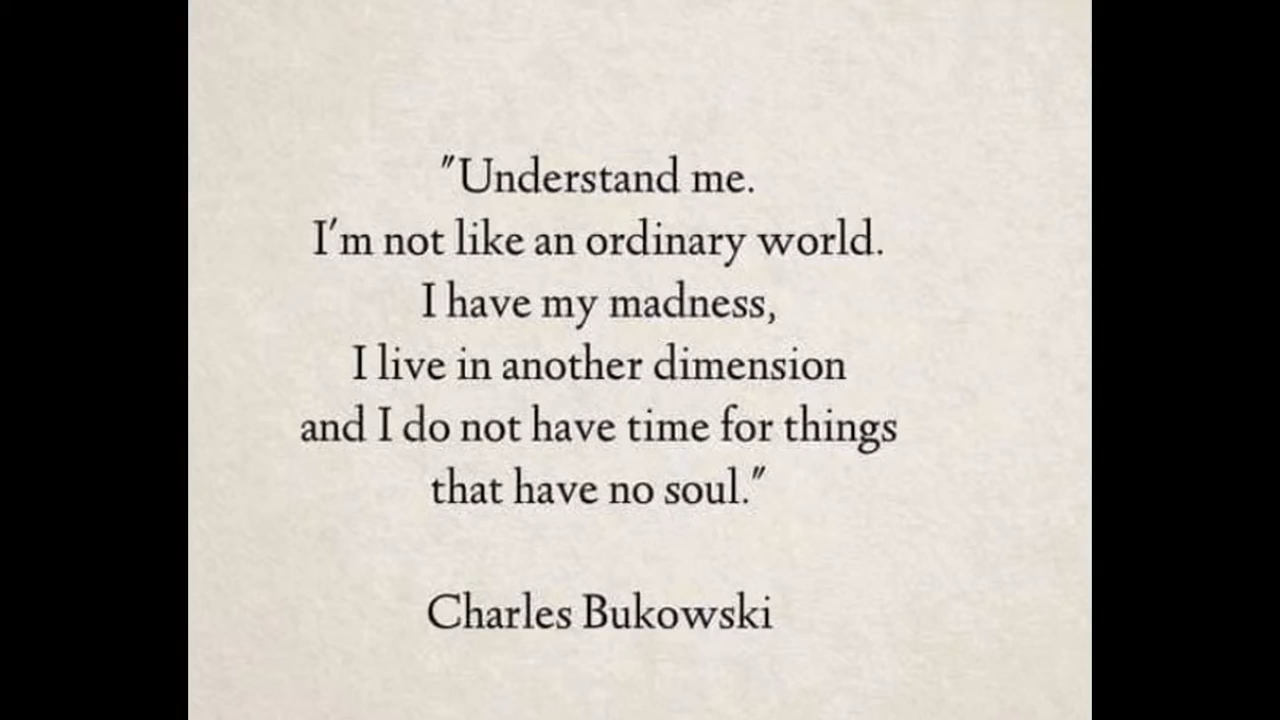 "Understand me.
I'm not like an ordinary world.
I have my madness,
I live in another dimension
and I do not have time for things
that have no soul."
Charles Bukowski